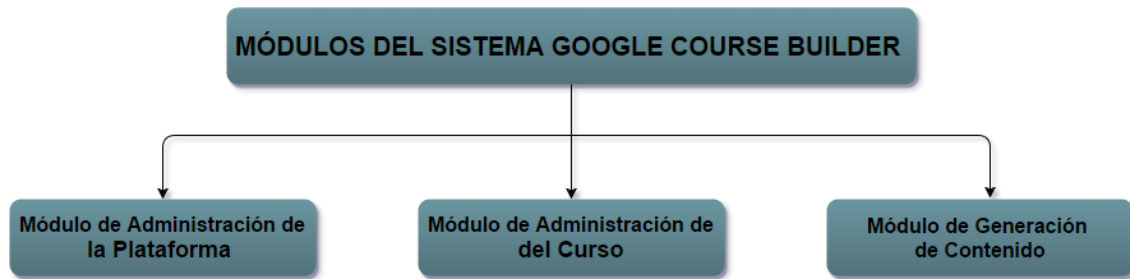 MÓDULOS DEL SISTEMA GOOGLE COURSE BUILDER
Módulo de Administración de
la Plataforma
Módulo de Administración de
del Curso
Módulo de Generación
de Contenido